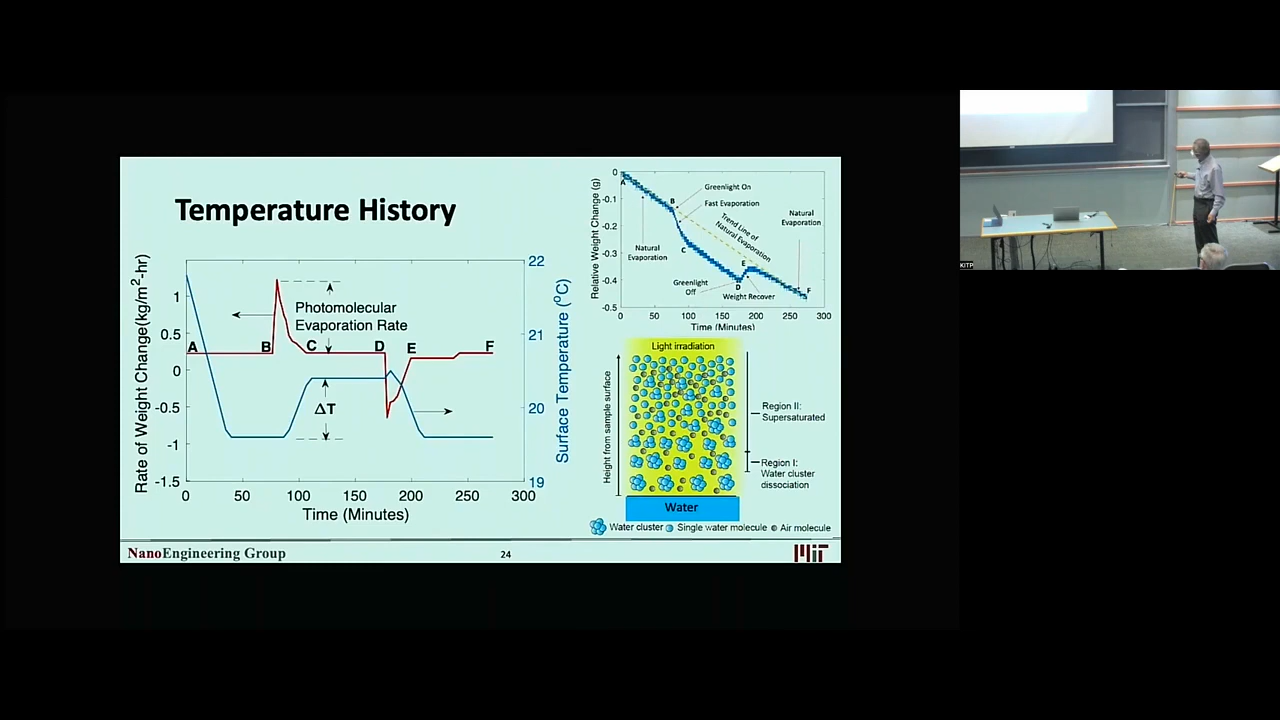 Temperature History
Rate of Weight Change(kg/m²-hr)
1
0.5
0
-0.5
-1
-1.5
0
50
100
150
200
250
300
Time (Minutes)
22
21
20
19
Surface Temperature (°C)
Photomolecular
Evaporation Rate
A
B
C
D
E
F
ΔT
Relative Weight Change (g)
0
-0.1
-0.2
-0.3
-0.4
-0.5
0
50
100
150
200
250
300
Time (Minutes)
A
B
C
D
E
F
Greenlight On
Fast Evaporation
Trend Line of
Natural Evaporation
Natural
Evaporation
Natural
Evaporation
Greenlight
Off
Weight Recover
Light irradiation
Height from sample surface
Region II:
Supersaturated
Region I:
Water cluster
dissociation
Water
Water cluster
Single water molecule
Air molecule
NanoEngineering Group
24
MIT
KITP